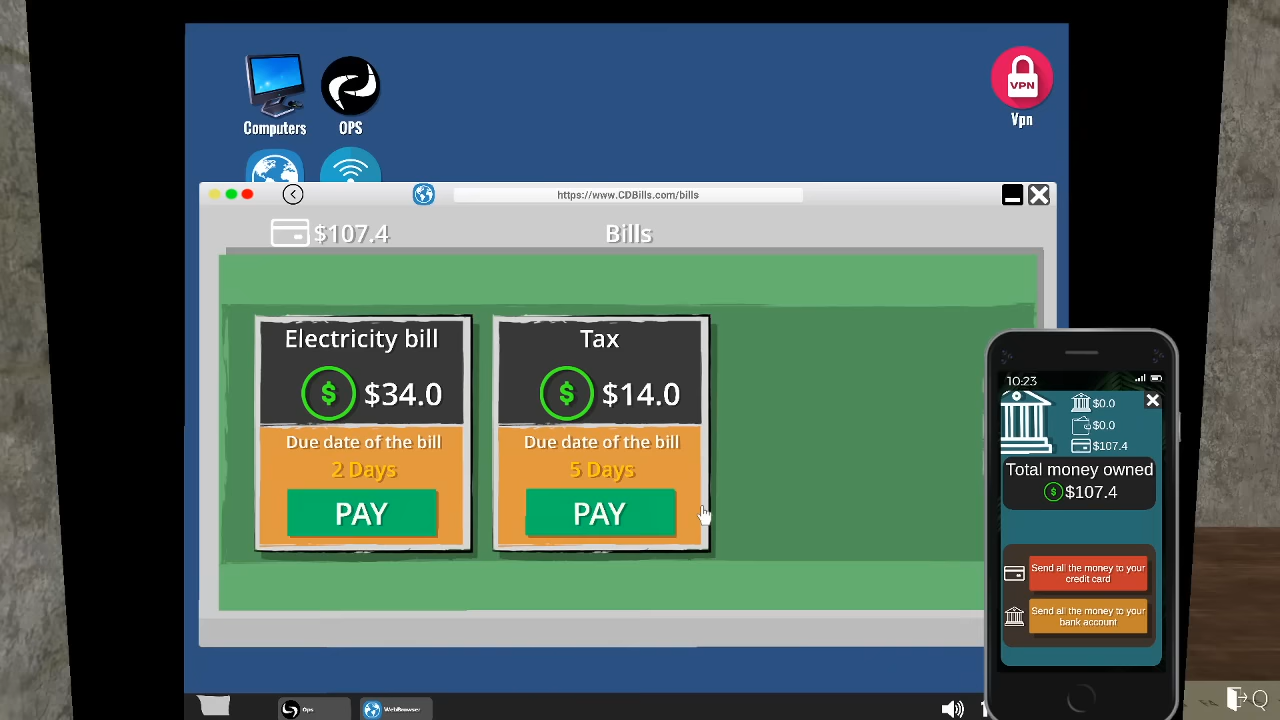 Computers
OPS
VPN
Vpn
https://www.CDBills.com/bills
$107.4
Bills
Electricity bill
$ $34.0
Due date of the bill
2 Days
PAY
Tax
$ $14.0
Due date of the bill
5 Days
PAY
10:23
$0.0
$0.0
$107.4
Total money owned
$ $107.4
Send all the money to your
credit card
Send all the money to your
bank account
Ops
WebBrowser
Q